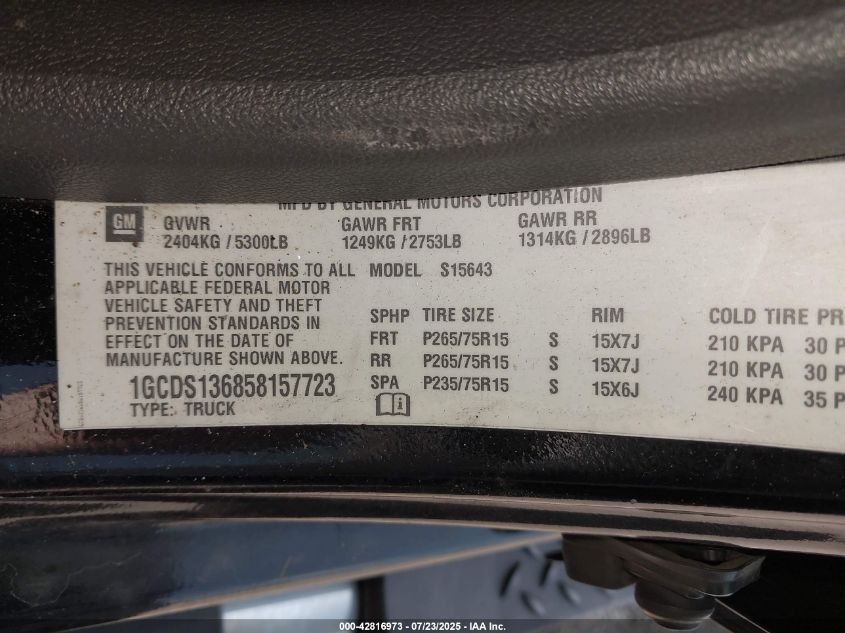 MFD BY GENERAL MOTORS CORPORATION
GM
GVWR GAWR FRT GAWR RR
2404KG / 5300LB 1249KG / 2753LB 1314KG / 2896LB
THIS VEHICLE CONFORMS TO ALL
APPLICABLE FEDERAL MOTOR
VEHICLE SAFETY AND THEFT
PREVENTION STANDARDS IN
EFFECT ON THE DATE OF
MANUFACTURE SHOWN ABOVE.
1GCDS136858157723
TYPE: TRUCK
MODEL S15643
SPHP TIRE SIZE RIM COLD TIRE PR
FRT P265/75R15 S 15X7J 210 KPA 30 P
RR P265/75R15 S 15X7J 210 KPA 30 P
SPA P235/75R15 S 15X6J 240 KPA 35 P
000-42816973 - 07/23/2025 - IAA Inc.